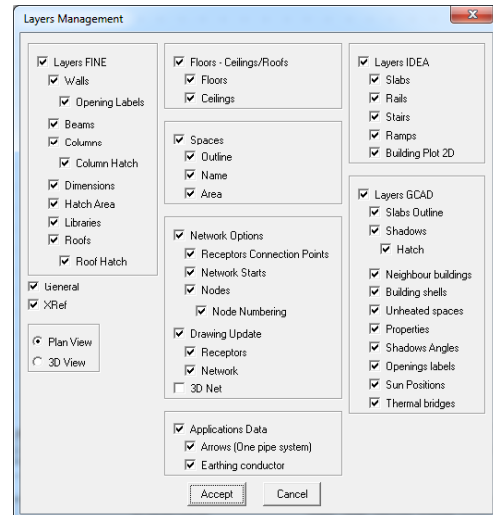 Layers Management
Layers FINE
Walls
Opening Labels
Beams
Columns
Column Hatch
Dimensions
Hatch Area
Libraries
Roofs
Roof Hatch
General
XRef
Plan View
3D View
Floors - Ceilings/Roofs
Floors
Ceilings
Spaces
Outline
Name
Area
Network Options
Receptors Connection Points
Network Starts
Nodes
Node Numbering
Drawing Update
Receptors
Network
3D Net
Applications Data
Arrows (One pipe system)
Earthing conductor
Layers IDEA
Slabs
Rails
Stairs
Ramps
Building Plot 2D
Layers GCAD
Slabs Outline
Shadows
Hatch
Neighbour buildings
Building shells
Unheated spaces
Properties
Shadows Angles
Openings labels
Sun Positions
Thermal bridges
Accept
Cancel